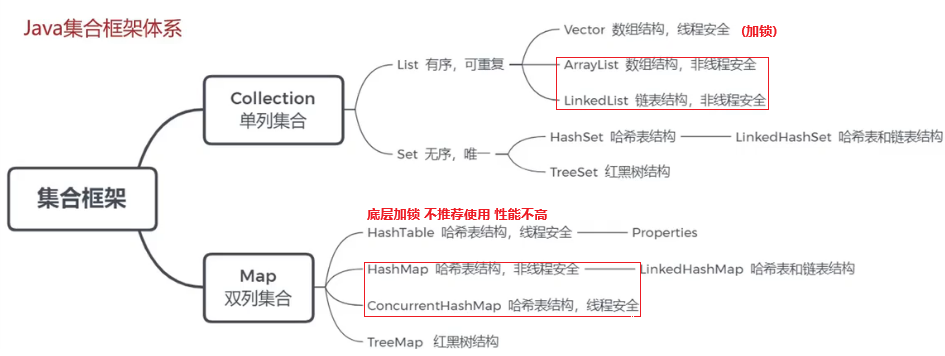 Java集合框架体系
集合框架
Collection
单列集合
List 有序，可重复
Vector 数组结构，线程安全 (加锁)
ArrayList 数组结构，非线程安全
LinkedList 链表结构，非线程安全
Set 无序，唯一
HashSet 哈希表结构
LinkedHashSet 哈希表和链表结构
TreeSet 红黑树结构
Map
双列集合
底层加锁 不推荐使用 性能不高
HashTable 哈希表结构，线程安全
Properties
HashMap 哈希表结构，非线程安全
LinkedHashMap 哈希表和链表结构
ConcurrentHashMap 哈希表结构，线程安全
TreeMap 红黑树结构